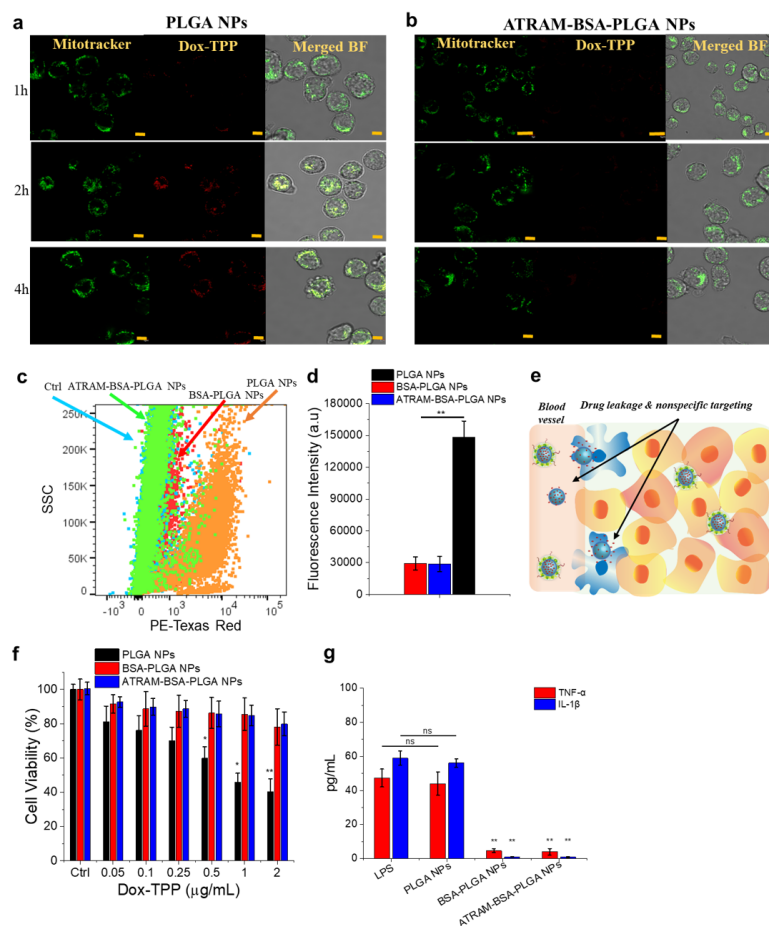 a
PLGA NPs
Mitotracker
Dox-TPP
Merged BF
1h
2h
4h
b
ATRAM-BSA-PLGA NPs
Mitotracker
Dox-TPP
Merged BF
c
Ctrl
ATRAM-BSA-PLGA NPs
BSA-PLGA NPs
PLGA NPs
250K
200K
150K
100K
50K
0
SSC
-10³
0
10³
10⁴
10⁵
PE-Texas Red
d
PLGA NPs
BSA-PLGA NPs
ATRAM-BSA-PLGA NPs
**
180000
150000
120000
90000
60000
30000
0
Fluorescence Intensity (a.u)
e
Blood
vessel
Drug leakage & nonspecific targeting
f
PLGA NPs
BSA-PLGA NPs
ATRAM-BSA-PLGA NPs
100
80
60
40
20
0
Cell Viability (%)
*
*
**
Ctrl
0.05
0.1
0.25
0.5
1
2
Dox-TPP (µg/mL)
g
TNF-α
IL-1β
100
80
60
40
20
0
pg/mL
ns
ns
**
**
**
**
LPS
PLGA NPs
BSA-PLGA NPs
ATRAM-BSA-PLGA NPs